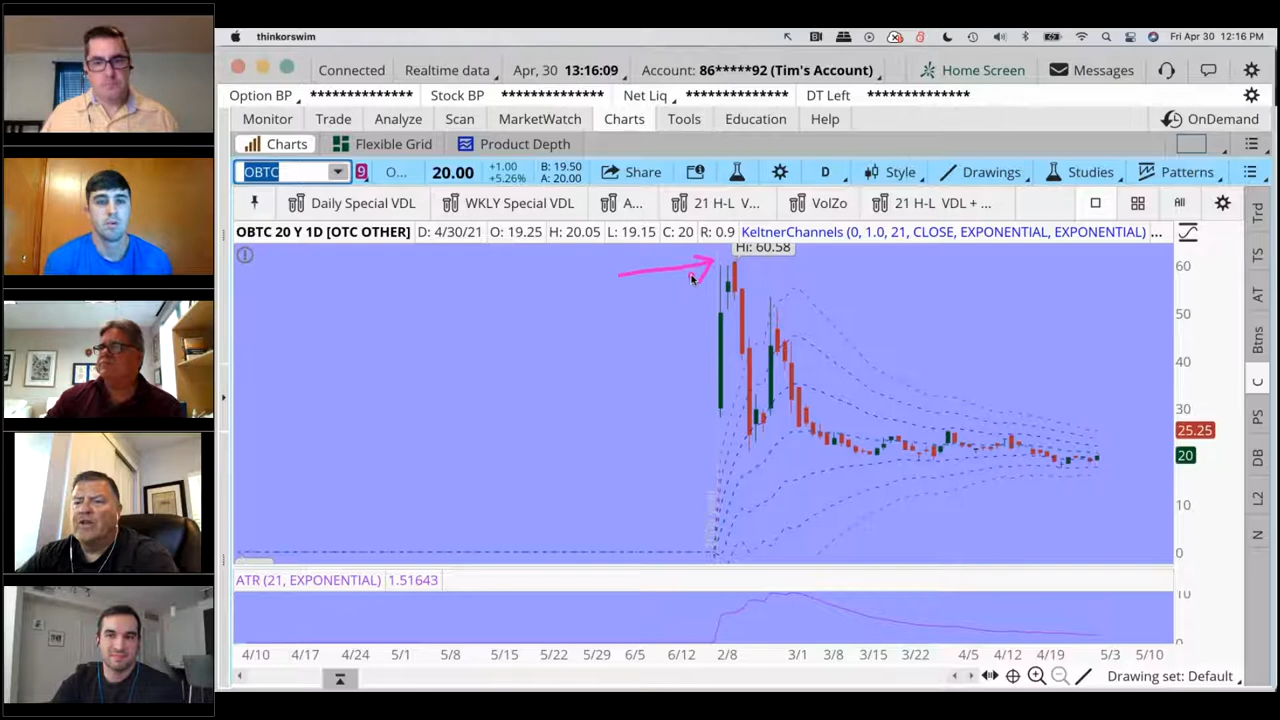 thinkorswim Fri Apr 30 12:16 PM
Connected Realtime data Apr, 30 13:16:09 Account: 86*****92 (Tim's Account) Home Screen Messages
Option BP ************** Stock BP ************** Net Liq ************** DT Left **************
Monitor Trade Analyze Scan MarketWatch Charts Tools Education Help OnDemand
Charts Flexible Grid Product Depth
OBTC 9 O... 20.00 +1.00 +5.26% B: 19.50 A: 20.00 Share D Style Drawings Studies Patterns
Daily Special VDL WKLY Special VDL A... 21 H-L V... VolZo 21 H-L VDL + ...
OBTC 20 Y 1D [OTC OTHER] D: 4/30/21 O: 19.25 H: 20.05 L: 19.15 C: 20 R: 0.9 KeltnerChannels (0, 1.0, 21, CLOSE, EXPONENTIAL, EXPONENTIAL) ...
Hi: 60.58
60
50
40
30
25.25
20
10
0
Trd
TS
AT
Btns
C
PS
DB
L2
N
ATR (21, EXPONENTIAL) 1.51643
10
0
4/10 4/17 4/24 5/1 5/8 5/15 5/22 5/29 6/5 6/12 2/8 3/1 3/8 3/15 3/22 4/5 4/12 4/19 5/3 5/10
Drawing set: Default